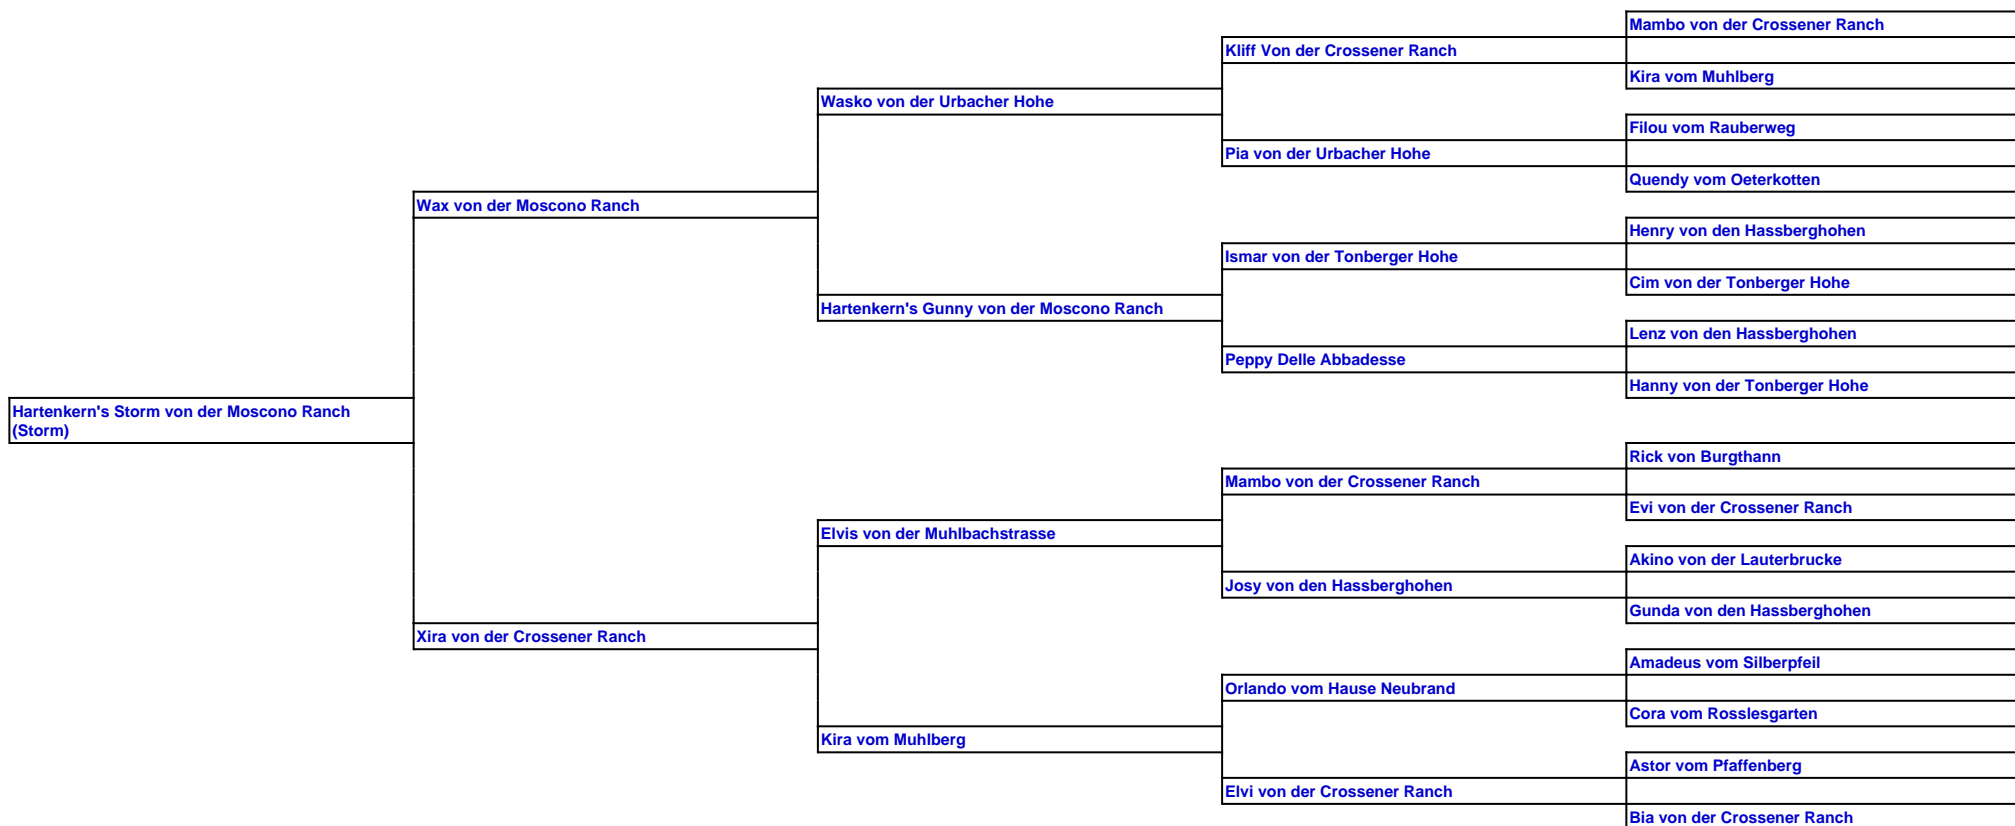 Mambo von der Crossener Ranch
Kliff Von der Crossener Ranch
Kira vom Muhlberg
Wasko von der Urbacher Hohe
Filou vom Rauberweg
Pia von der Urbacher Hohe
Quendy vom Oeterkotten
Wax von der Moscono Ranch
Henry von den Hassberghohen
Ismar von der Tonberger Hohe
Cim von der Tonberger Hohe
Hartenkern's Gunny von der Moscono Ranch
Lenz von den Hassberghohen
Peppy Delle Abbadesse
Hanny von der Tonberger Hohe
Hartenkern's Storm von der Moscono Ranch
(Storm)
Rick von Burgthann
Mambo von der Crossener Ranch
Evi von der Crossener Ranch
Elvis von der Muhlbachstrasse
Akino von der Lauterbrucke
Josy von den Hassberghohen
Gunda von den Hassberghohen
Xira von der Crossener Ranch
Amadeus vom Silberpfeil
Orlando vom Hause Neubrand
Cora vom Rosslesgarten
Kira vom Muhlberg
Astor vom Pfaffenberg
Elvi von der Crossener Ranch
Bia von der Crossener Ranch